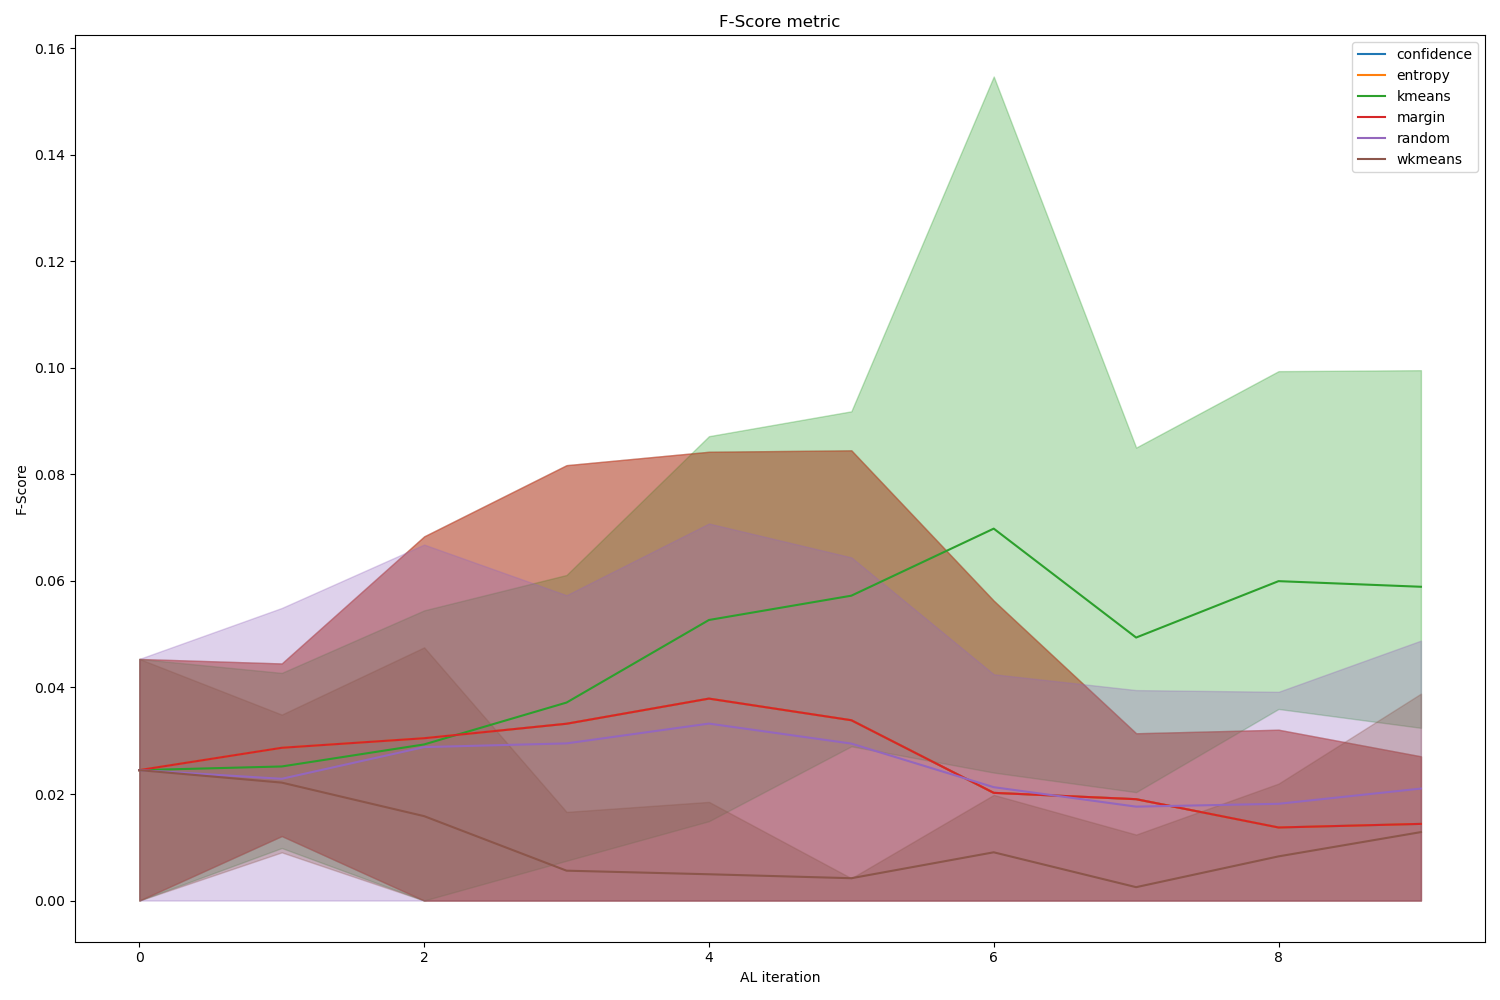 F-Score metric
confidence
entropy
kmeans
margin
random
wkmeans
F-Score
0.16
0.14
0.12
0.10
0.08
0.06
0.04
0.02
0.00
0 2 4 6 8
AL iteration